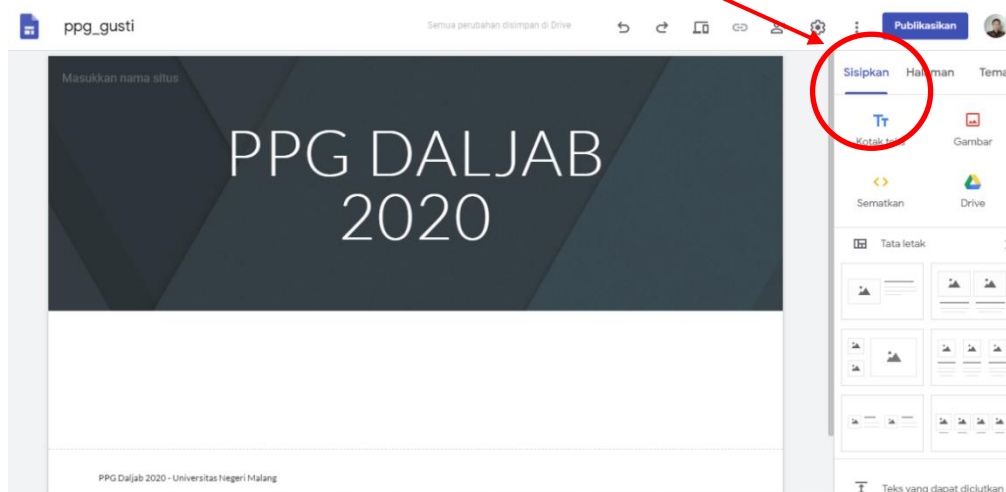 ppg_gusti
Semua perubahan disimpan di Drive
Publikasikan
Masukkan nama situs
PPG DALJAB
2020
PPG Daljab 2020 - Universitas Negeri Malang
Sisipkan Halaman Tema
Kotak teks Gambar
Sematkan Drive
Tata letak
Teks yang dapat diciutkan